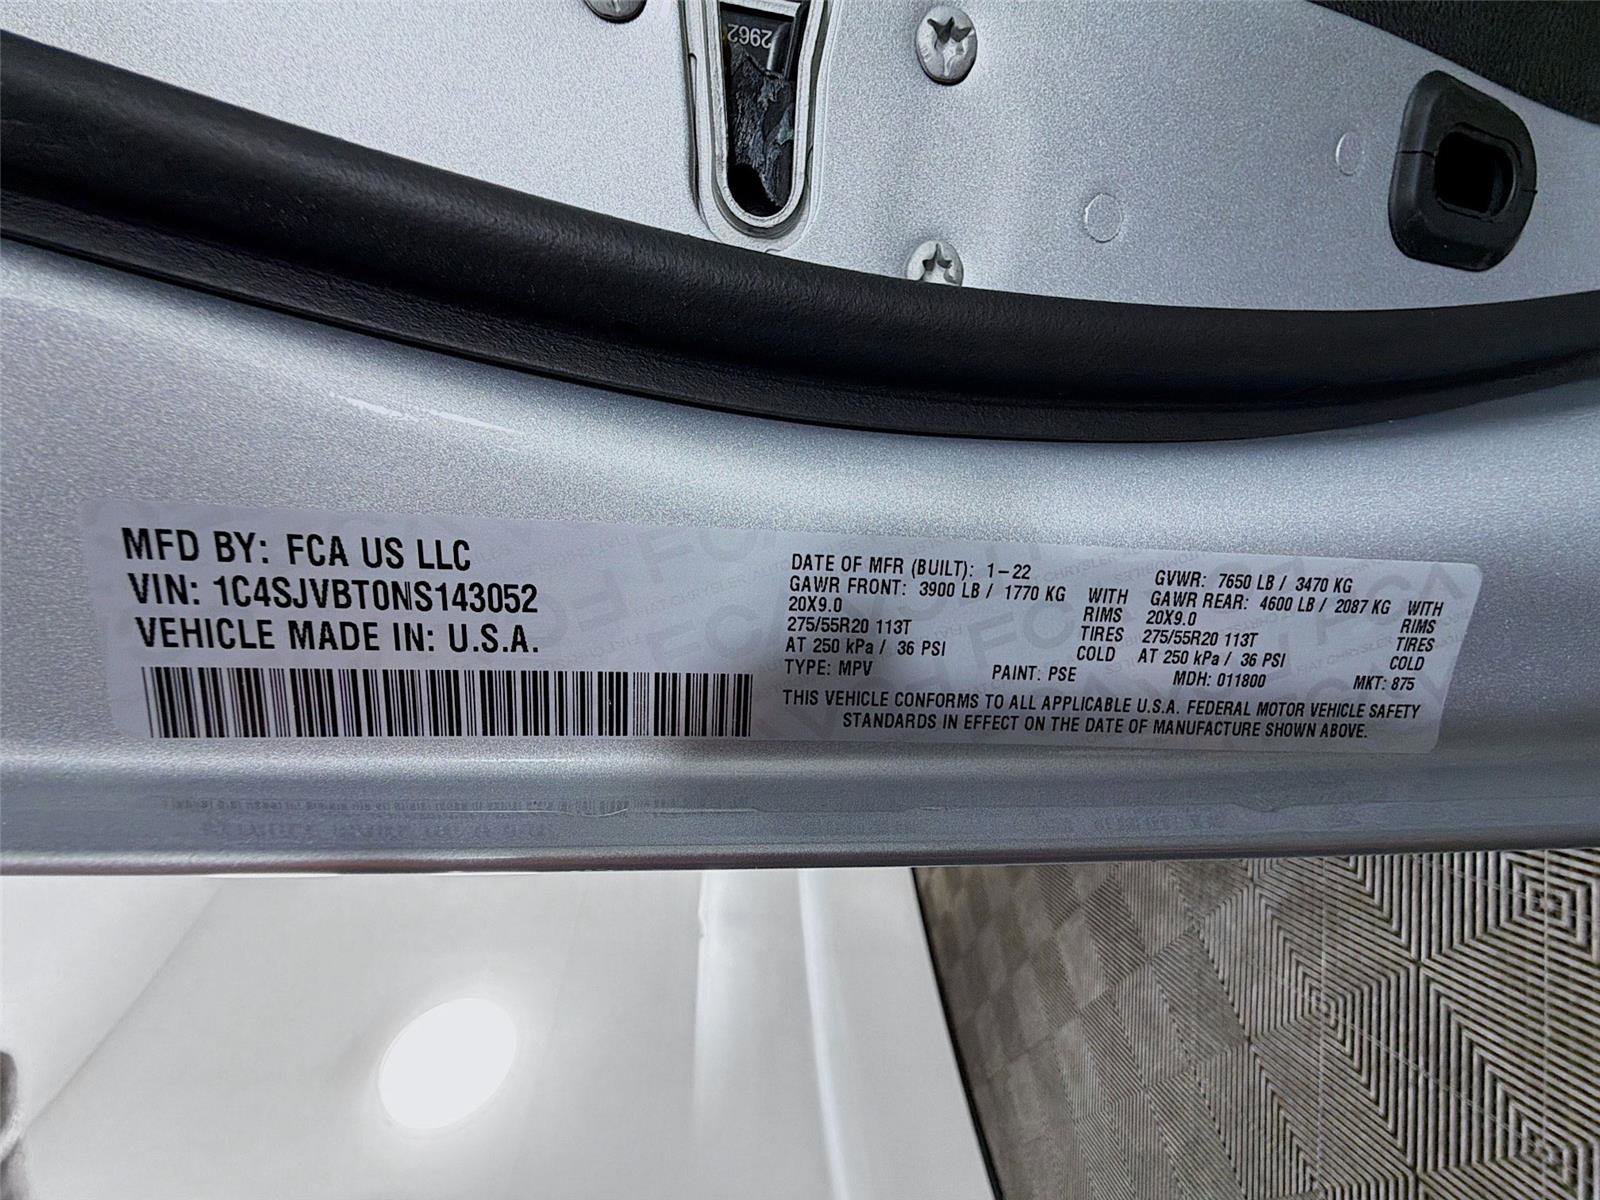 2962
MFD BY: FCA US LLC
VIN: 1C4SJVBT0NS143052
VEHICLE MADE IN: U.S.A.
DATE OF MFR (BUILT): 1-22
GAWR FRONT: 3900 LB / 1770 KG WITH
20X9.0 RIMS
275/55R20 113T TIRES
AT 250 kPa / 36 PSI COLD
GVWR: 7650 LB / 3470 KG
GAWR REAR: 4600 LB / 2087 KG WITH
20X9.0 RIMS
275/55R20 113T TIRES
AT 250 kPa / 36 PSI COLD
TYPE: MPV PAINT: PSE MDH: 011800 MKT: 875
THIS VEHICLE CONFORMS TO ALL APPLICABLE U.S.A. FEDERAL MOTOR VEHICLE SAFETY
STANDARDS IN EFFECT ON THE DATE OF MANUFACTURE SHOWN ABOVE.